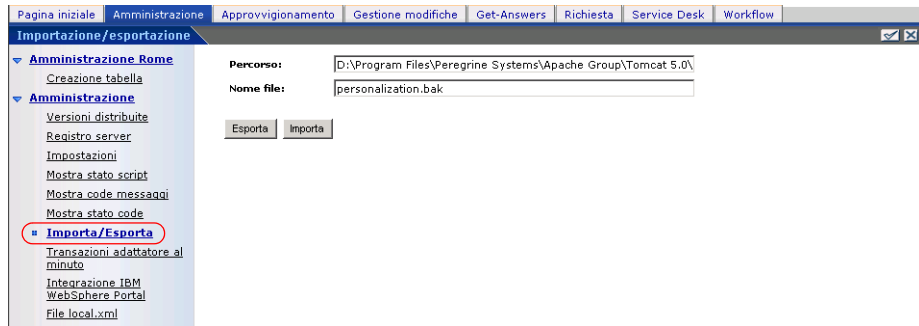 Pagina iniziale Amministrazione Approvvigionamento Gestione modifiche Get-Answers Richiesta Service Desk Workflow
Importazione/esportazione
Amministrazione Rome
Creazione tabella
Amministrazione
Versioni distribuite
Registro server
Impostazioni
Mostra stato script
Mostra code messaggi
Mostra stato code
Importa/Esporta
Transazioni adattatore al
minuto
Integrazione IBM
WebSphere Portal
File local.xml
Percorso: D:\Program Files\Peregrine Systems\Apache Group\Tomcat 5.0\
Nome file: personalization.bak
Esporta Importa